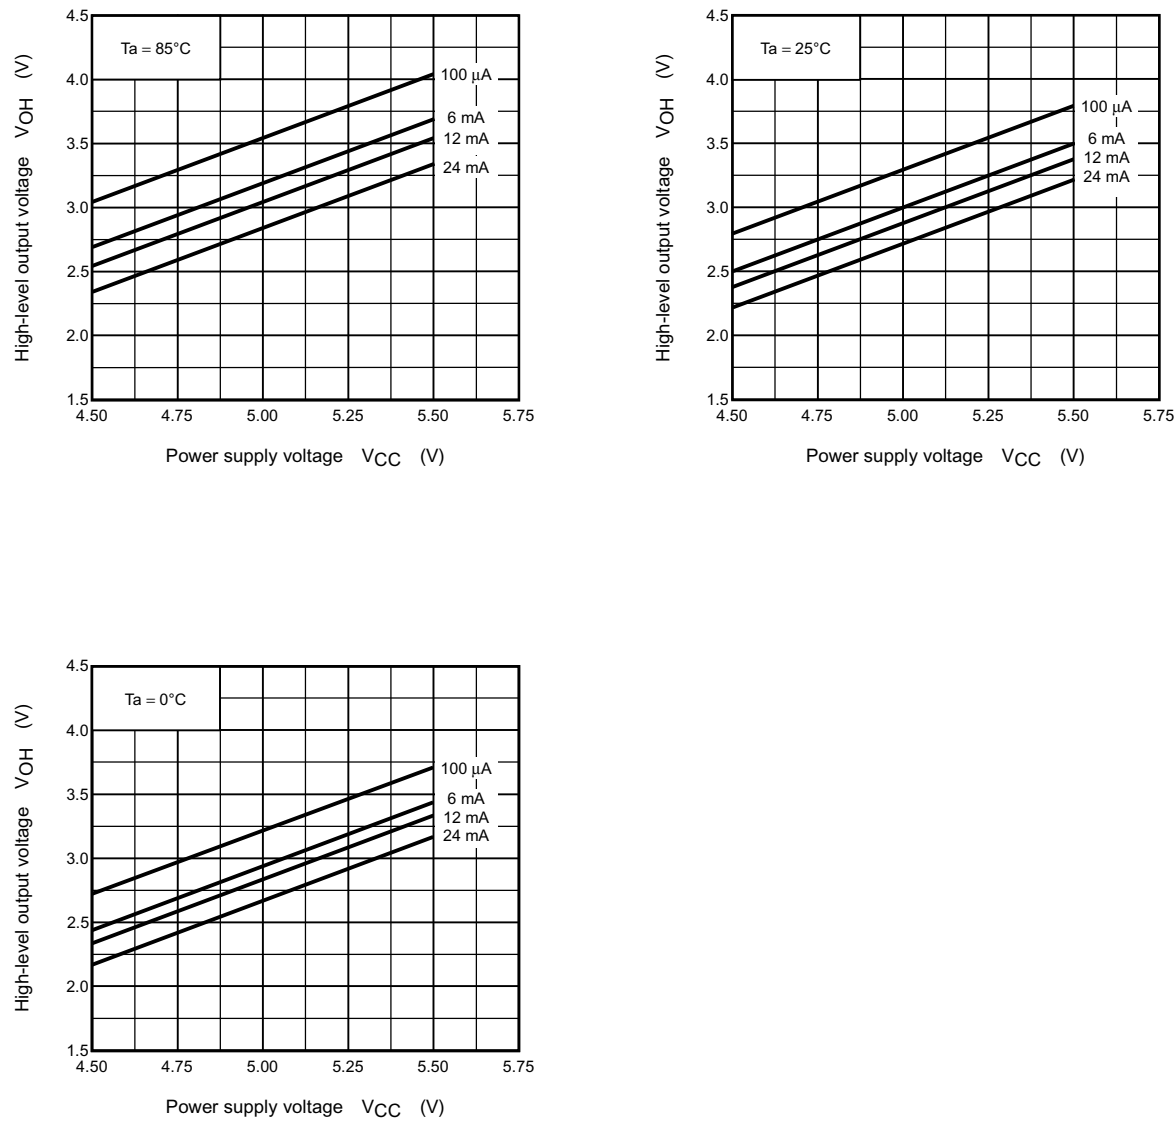 High-level output voltage VOH (V)
4.5
4.0
3.5
3.0
2.5
2.0
1.5
Ta = 85°C
100 μA
6 mA
12 mA
24 mA
4.50 4.75 5.00 5.25 5.50 5.75
Power supply voltage VCC (V)
High-level output voltage VOH (V)
4.5
4.0
3.5
3.0
2.5
2.0
1.5
Ta = 25°C
100 μA
6 mA
12 mA
24 mA
4.50 4.75 5.00 5.25 5.50 5.75
Power supply voltage VCC (V)
High-level output voltage VOH (V)
4.5
4.0
3.5
3.0
2.5
2.0
1.5
Ta = 0°C
100 μA
6 mA
12 mA
24 mA
4.50 4.75 5.00 5.25 5.50 5.75
Power supply voltage VCC (V)